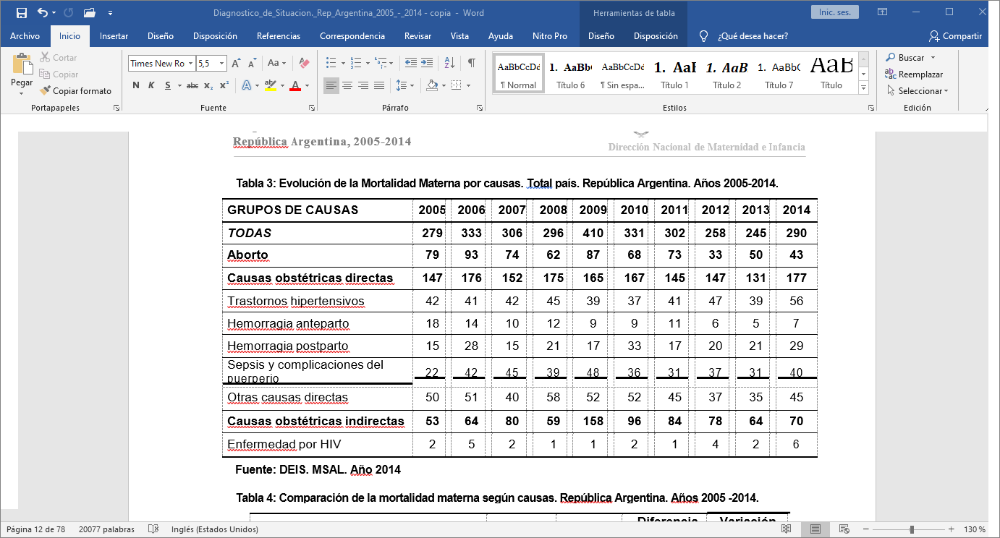 Diagnostico_de_Situacion._Rep_Argentina_2005_-_2014 - copia - Word
Herramientas de tabla
Inic. ses.
Archivo Inicio Insertar Diseño Disposición Referencias Correspondencia Revisar Vista Ayuda Nitro Pro Diseño Disposición ¿Qué desea hacer? Compartir
Pegar
Cortar
Copiar
Copiar formato
Portapapeles
Times New Ro 5,5 A A Aa
N K S abc x₂ x² A ab A
Fuente
Párrafo
AaBbCcDd 1. AaBb( AaBbCcDd 1. AaI 1. AaB 1. AaBbC AaB
¶ Normal Título 6 ¶ Sin espa... Título 1 Título 2 Título 7 Título
Estilos
Buscar
Reemplazar
Seleccionar
Edición
República Argentina, 2005-2014
Dirección Nacional de Maternidad e Infancia
Tabla 3: Evolución de la Mortalidad Materna por causas. Total país. República Argentina. Años 2005-2014.
GRUPOS DE CAUSAS 2005 2006 2007 2008 2009 2010 2011 2012 2013 2014
TODAS 279 333 306 296 410 331 302 258 245 290
Aborto 79 93 74 62 87 68 73 33 50 43
Causas obstétricas directas 147 176 152 175 165 167 145 147 131 177
Trastornos hipertensivos 42 41 42 45 39 37 41 47 39 56
Hemorragia anteparto 18 14 10 12 9 9 11 6 5 7
Hemorragia postparto 15 28 15 21 17 33 17 20 21 29
Sepsis y complicaciones del
puerperio 22 42 45 39 48 36 31 37 31 40
Otras causas directas 50 51 40 58 52 52 45 37 35 45
Causas obstétricas indirectas 53 64 80 59 158 96 84 78 64 70
Enfermedad por HIV 2 5 2 1 1 2 1 4 2 6
Fuente: DEIS. MSAL. Año 2014
Tabla 4: Comparación de la mortalidad materna según causas. República Argentina. Años 2005 -2014.
Diferencia Variación
Página 12 de 78 20077 palabras Inglés (Estados Unidos) 130 %